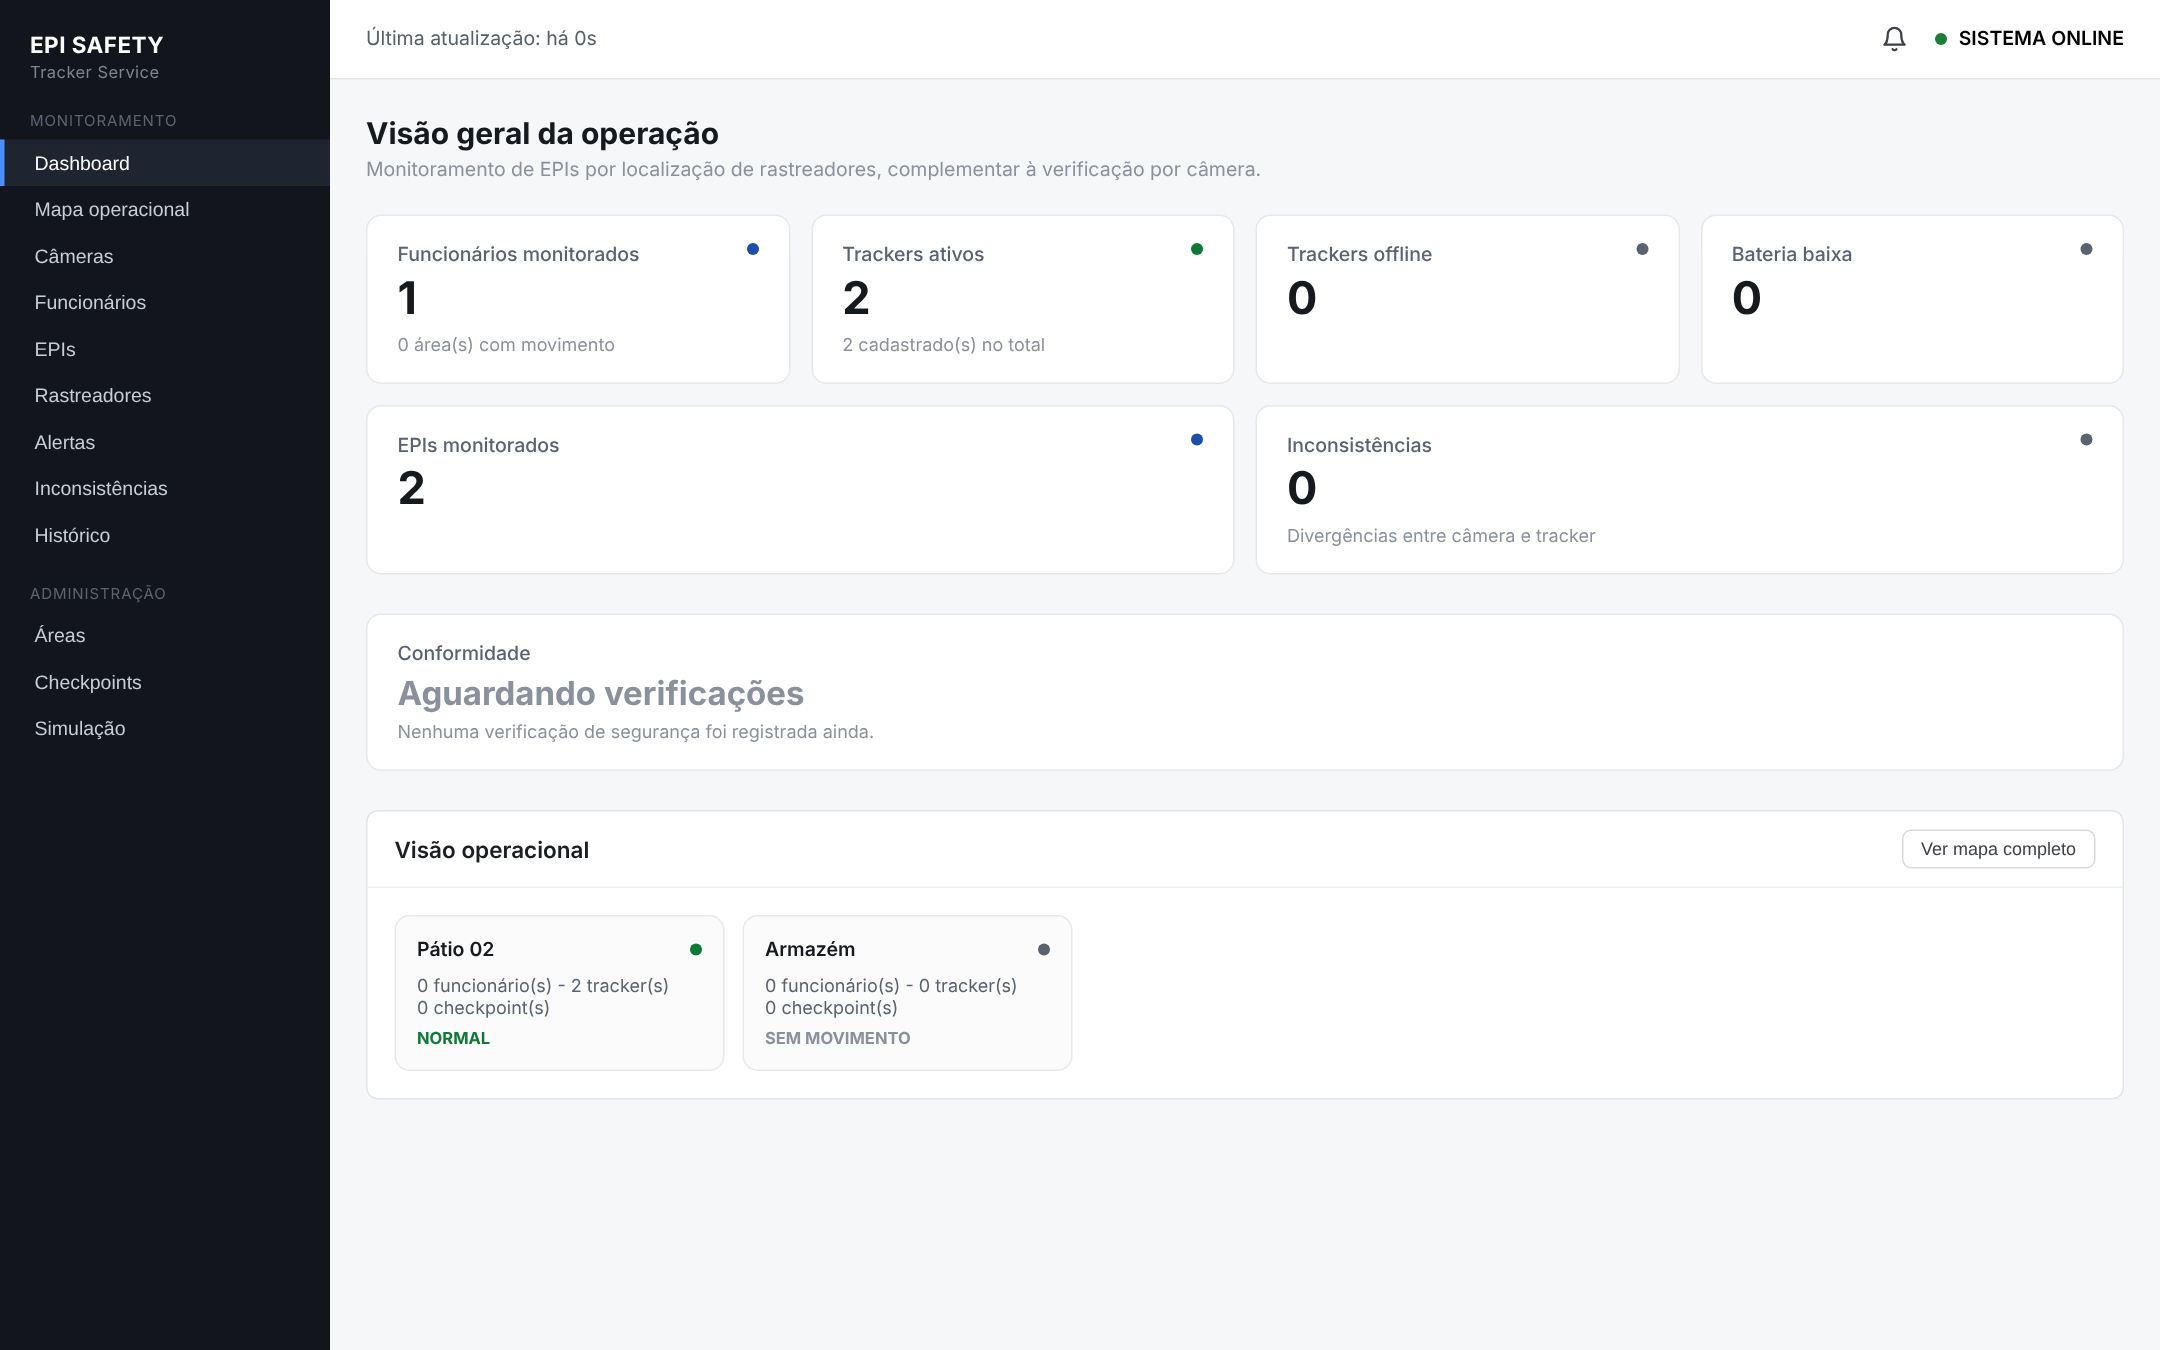 EPI SAFETY
Tracker Service
MONITORAMENTO
Dashboard
Mapa operacional
Câmeras
Funcionários
EPIs
Rastreadores
Alertas
Inconsistências
Histórico
ADMINISTRAÇÃO
Áreas
Checkpoints
Simulação
Última atualização: há 0s
SISTEMA ONLINE
Visão geral da operação
Monitoramento de EPIs por localização de rastreadores, complementar à verificação por câmera.
Funcionários monitorados
1
0 área(s) com movimento
Trackers ativos
2
2 cadastrado(s) no total
Trackers offline
0
Bateria baixa
0
EPIs monitorados
2
Inconsistências
0
Divergências entre câmera e tracker
Conformidade
Aguardando verificações
Nenhuma verificação de segurança foi registrada ainda.
Visão operacional
Ver mapa completo
Pátio 02
0 funcionário(s) - 2 tracker(s)
0 checkpoint(s)
NORMAL
Armazém
0 funcionário(s) - 0 tracker(s)
0 checkpoint(s)
SEM MOVIMENTO